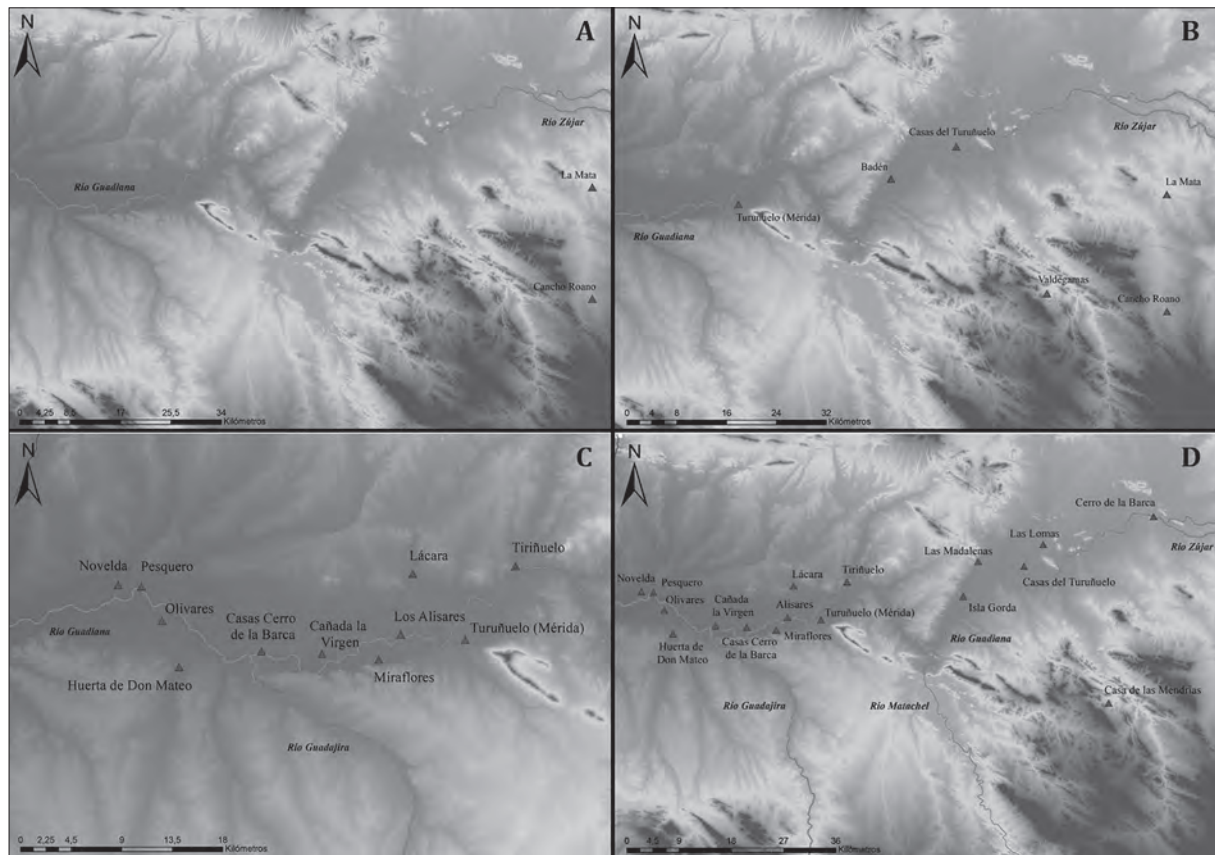 N
A
Río Zújar
La Mata
Río Guadiana
Cancho Roano
0 4,25 8,5 17 25,5 34
Kilómetros
N
B
Casas del Turuñuelo
Río Zújar
Badén
La Mata
Turuñuelo (Mérida)
Río Guadiana
Valdegamas
Cancho Roano
0 4 8 16 24 32
Kilómetros
N
C
Tiriñuelo
Lácara
Novelda
Pesquero
Olivares
Casas Cerro
de la Barca
Cañada la
Virgen
Los Alisares
Turuñuelo (Mérida)
Río Guadiana
Miraflores
Huerta de Don Mateo
Río Guadajira
0 2,25 4,5 9 13,5 18
Kilómetros
N
D
Cerro de la Barca
Las Lomas
Río Zújar
Las Madalenas
Casas del Turuñuelo
Tiriñuelo
Lácara
Novelda
Pesquero
Olivares
Cañada
la Virgen
Alisares
Turuñuelo (Mérida)
Isla Gorda
Huerta de
Don Mateo
Casas Cerro
de la Barca
Miraflores
Río Guadiana
Casa de las Mendrías
Río Guadajira
Río Matachel
0 4,5 9 18 27 36
Kilómetros